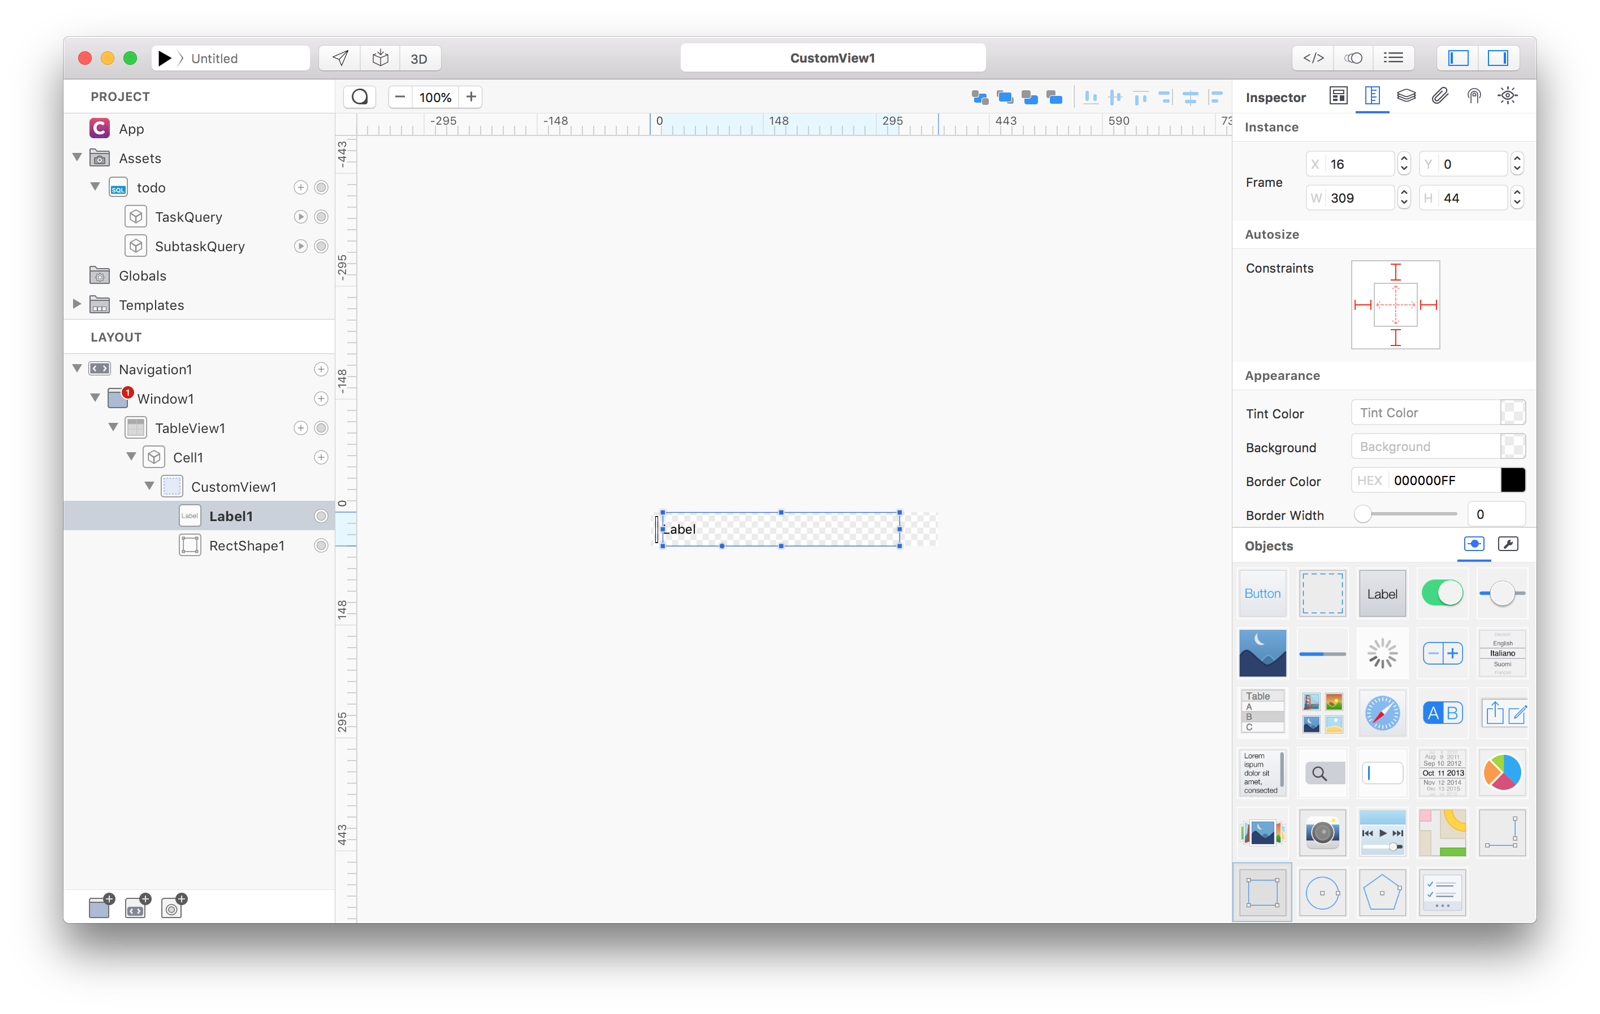 Untitled
3D
CustomView1
</>
PROJECT
App
Assets
todo
TaskQuery
SubtaskQuery
Globals
Templates
LAYOUT
Navigation1
Window1
1
TableView1
Cell1
CustomView1
Label Label1
RectShape1
− 100% +
-295 -148 0 148 295 443 590 73
-443
-295
-148
0
148
295
443
Label
Inspector
Instance
Frame
X 16
Y 0
W 309
H 44
Autosize
Constraints
Appearance
Tint Color Tint Color
Background Background
Border Color HEX 000000FF
Border Width 0
Objects
Button
Label
English
Italiano
Suomi
Table
A
B
C
A B
Lorem
ispum
dolor sit
amet,
consected
Aug 9 2011
Sep 10 2012
Oct 11 2013
Nov 12 2014
Dec 13 2015